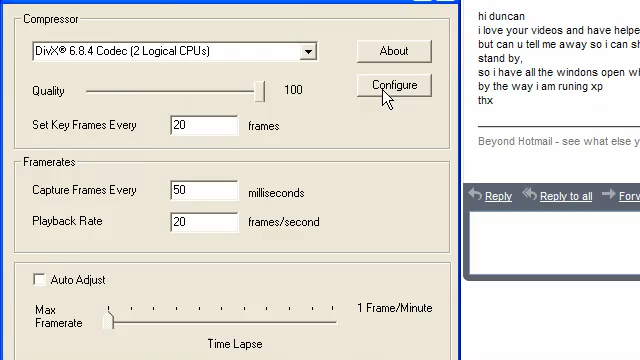 Compressor
DivX® 6.8.4 Codec (2 Logical CPUs)
About
Quality
100
Configure
Set Key Frames Every
20
frames
Framerates
Capture Frames Every
50
milliseconds
Playback Rate
20
frames/second
Auto Adjust
Max
Framerate
1 Frame/Minute
Time Lapse
hi duncan
i love your videos and have helpe
but can u tell me away so i can sh
stand by,
so i have all the windons open wh
by the way i am runing xp
thx
Beyond Hotmail - see what else y
Reply
Reply to all
Forv